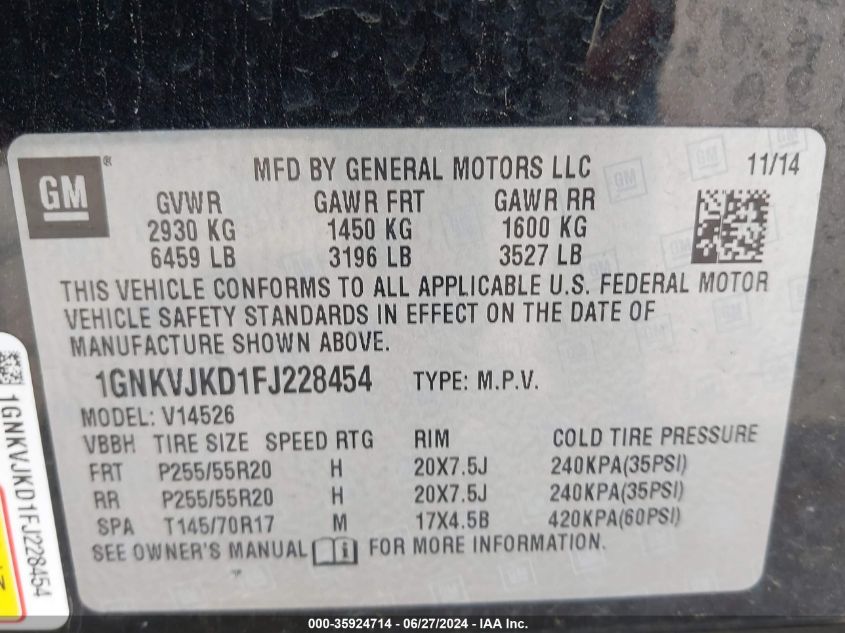 GM ®
MFD BY GENERAL MOTORS LLC 11/14
GVWR GAWR FRT GAWR RR
2930 KG 1450 KG 1600 KG
6459 LB 3196 LB 3527 LB
THIS VEHICLE CONFORMS TO ALL APPLICABLE U.S. FEDERAL MOTOR
VEHICLE SAFETY STANDARDS IN EFFECT ON THE DATE OF
MANUFACTURE SHOWN ABOVE.
1GNKVJKD1FJ228454 TYPE: M.P.V.
MODEL: V14526
VBBH TIRE SIZE SPEED RTG RIM COLD TIRE PRESSURE
FRT P255/55R20 H 20X7.5J 240KPA(35PSI)
RR P255/55R20 H 20X7.5J 240KPA(35PSI)
SPA T145/70R17 M 17X4.5B 420KPA(60PSI)
SEE OWNER'S MANUAL i FOR MORE INFORMATION.
1GNKVJKD1FJ228454
000-35924714 - 06/27/2024 - IAA Inc.